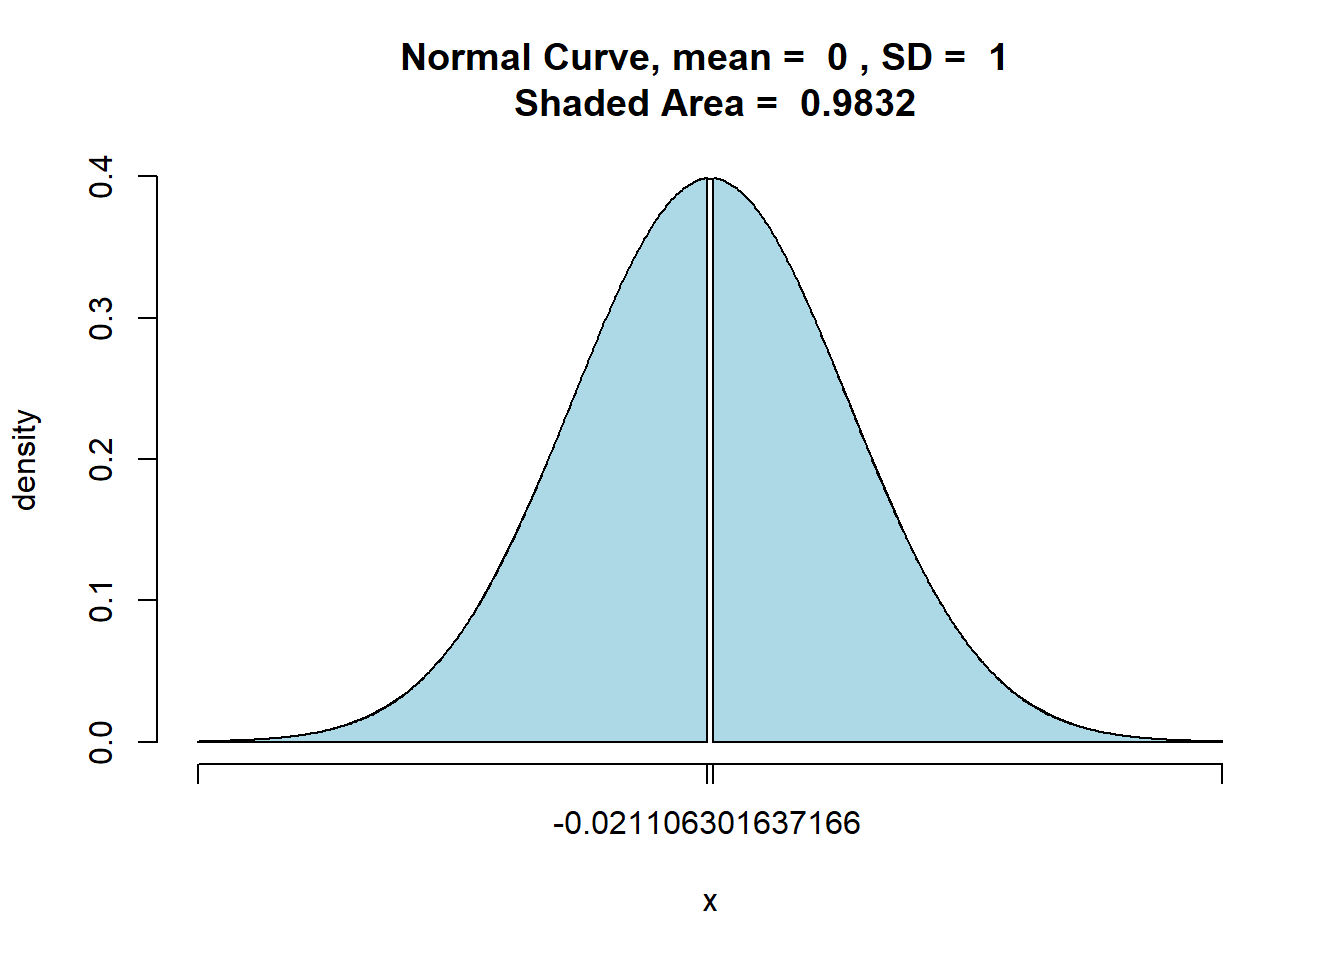 Normal Curve, mean =  0 , SD =  1
Shaded Area =  0.9832
density
0.4
0.3
0.2
0.1
0.0
-0.021106301637166
x